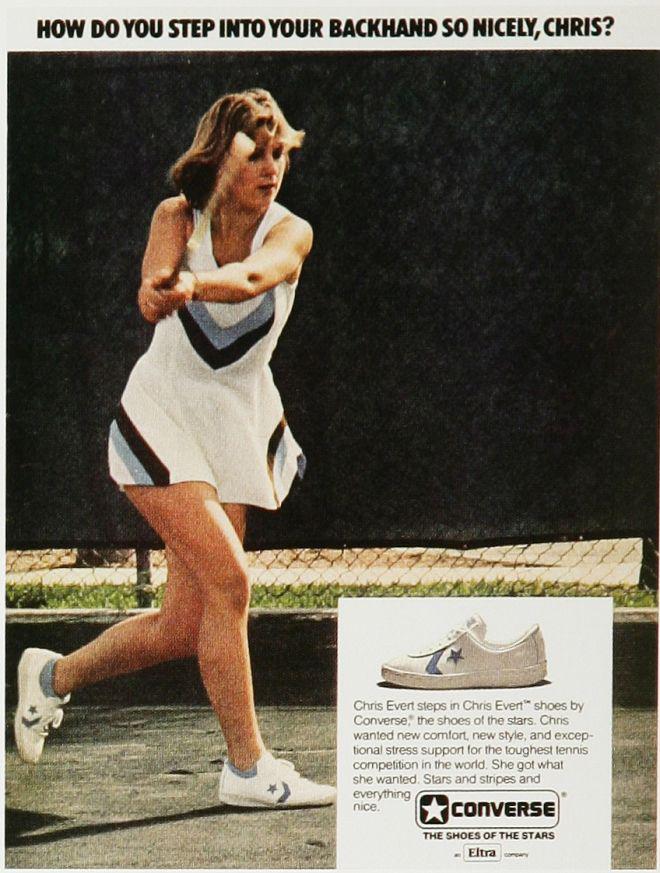 HOW DO YOU STEP INTO YOUR BACKHAND SO NICELY, CHRIS?
Chris Evert steps in Chris Evert™ shoes by
Converse,® the shoes of the stars. Chris
wanted new comfort, new style, and excep-
tional stress support for the toughest tennis
competition in the world. She got what
she wanted. Stars and stripes and
everything
nice.
CONVERSE®
THE SHOES OF THE STARS
an Eltra company